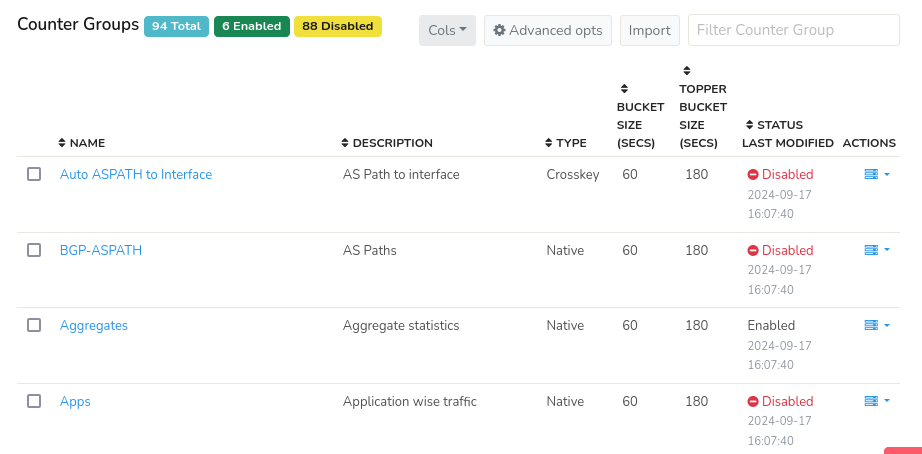 Counter Groups 94 Total 6 Enabled 88 Disabled Cols Advanced opts Import Filter Counter Group
NAME DESCRIPTION TYPE BUCKET SIZE (SECS) TOPPER BUCKET SIZE (SECS) STATUS LAST MODIFIED ACTIONS
Auto ASPATH to Interface AS Path to interface Crosskey 60 180 Disabled
2024-09-17
16:07:40
BGP-ASPATH AS Paths Native 60 180 Disabled
2024-09-17
16:07:40
Aggregates Aggregate statistics Native 60 180 Enabled
2024-09-17
16:07:40
Apps Application wise traffic Native 60 180 Disabled
2024-09-17
16:07:40